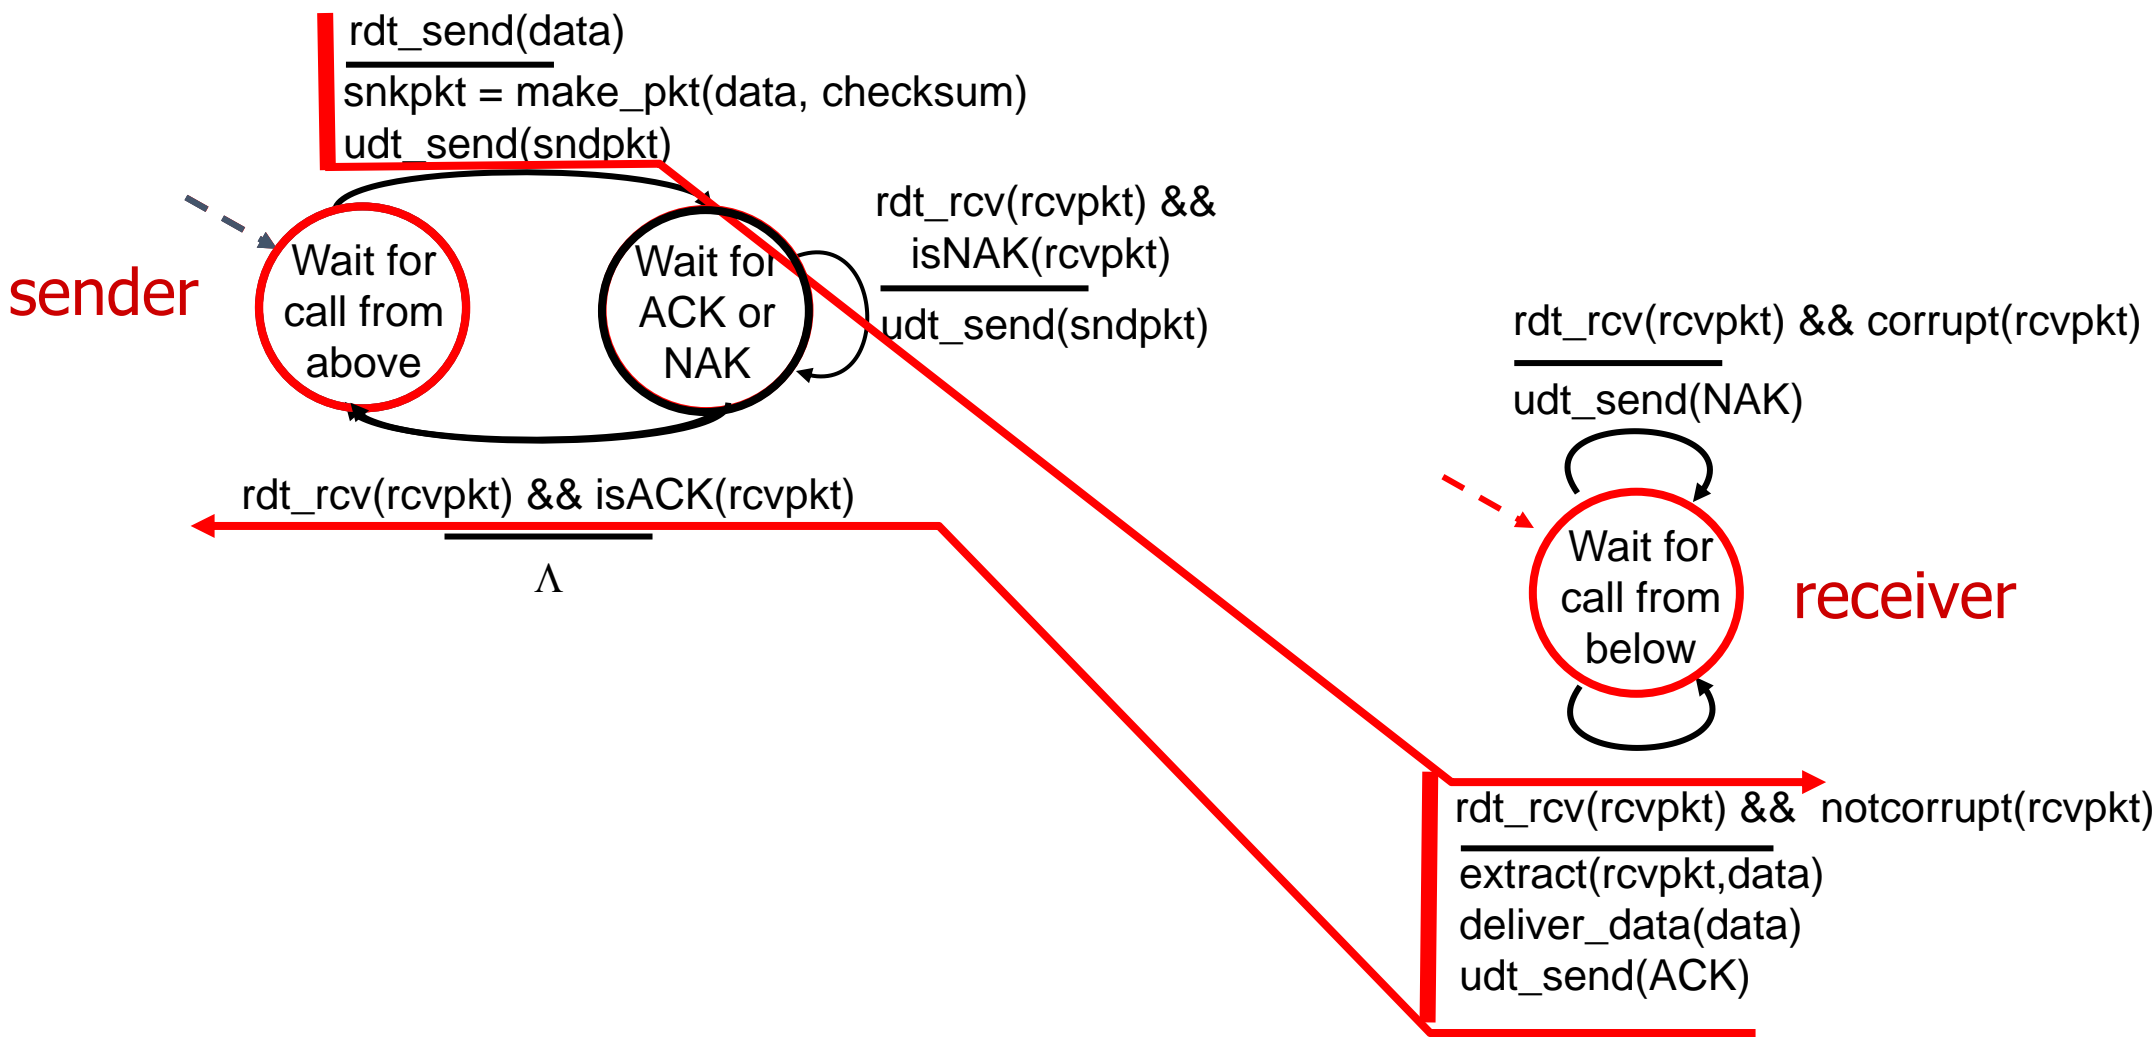 rdt_send(data)
snkpkt = make_pkt(data, checksum)
udt_send(sndpkt)
sender
Wait for
call from
above
Wait for
ACK or
NAK
rdt_rcv(rcvpkt) &&
isNAK(rcvpkt)
udt_send(sndpkt)
rdt_rcv(rcvpkt) && isACK(rcvpkt)
Λ
rdt_rcv(rcvpkt) && corrupt(rcvpkt)
udt_send(NAK)
Wait for
call from
below
receiver
rdt_rcv(rcvpkt) && notcorrupt(rcvpkt)
extract(rcvpkt,data)
deliver_data(data)
udt_send(ACK)